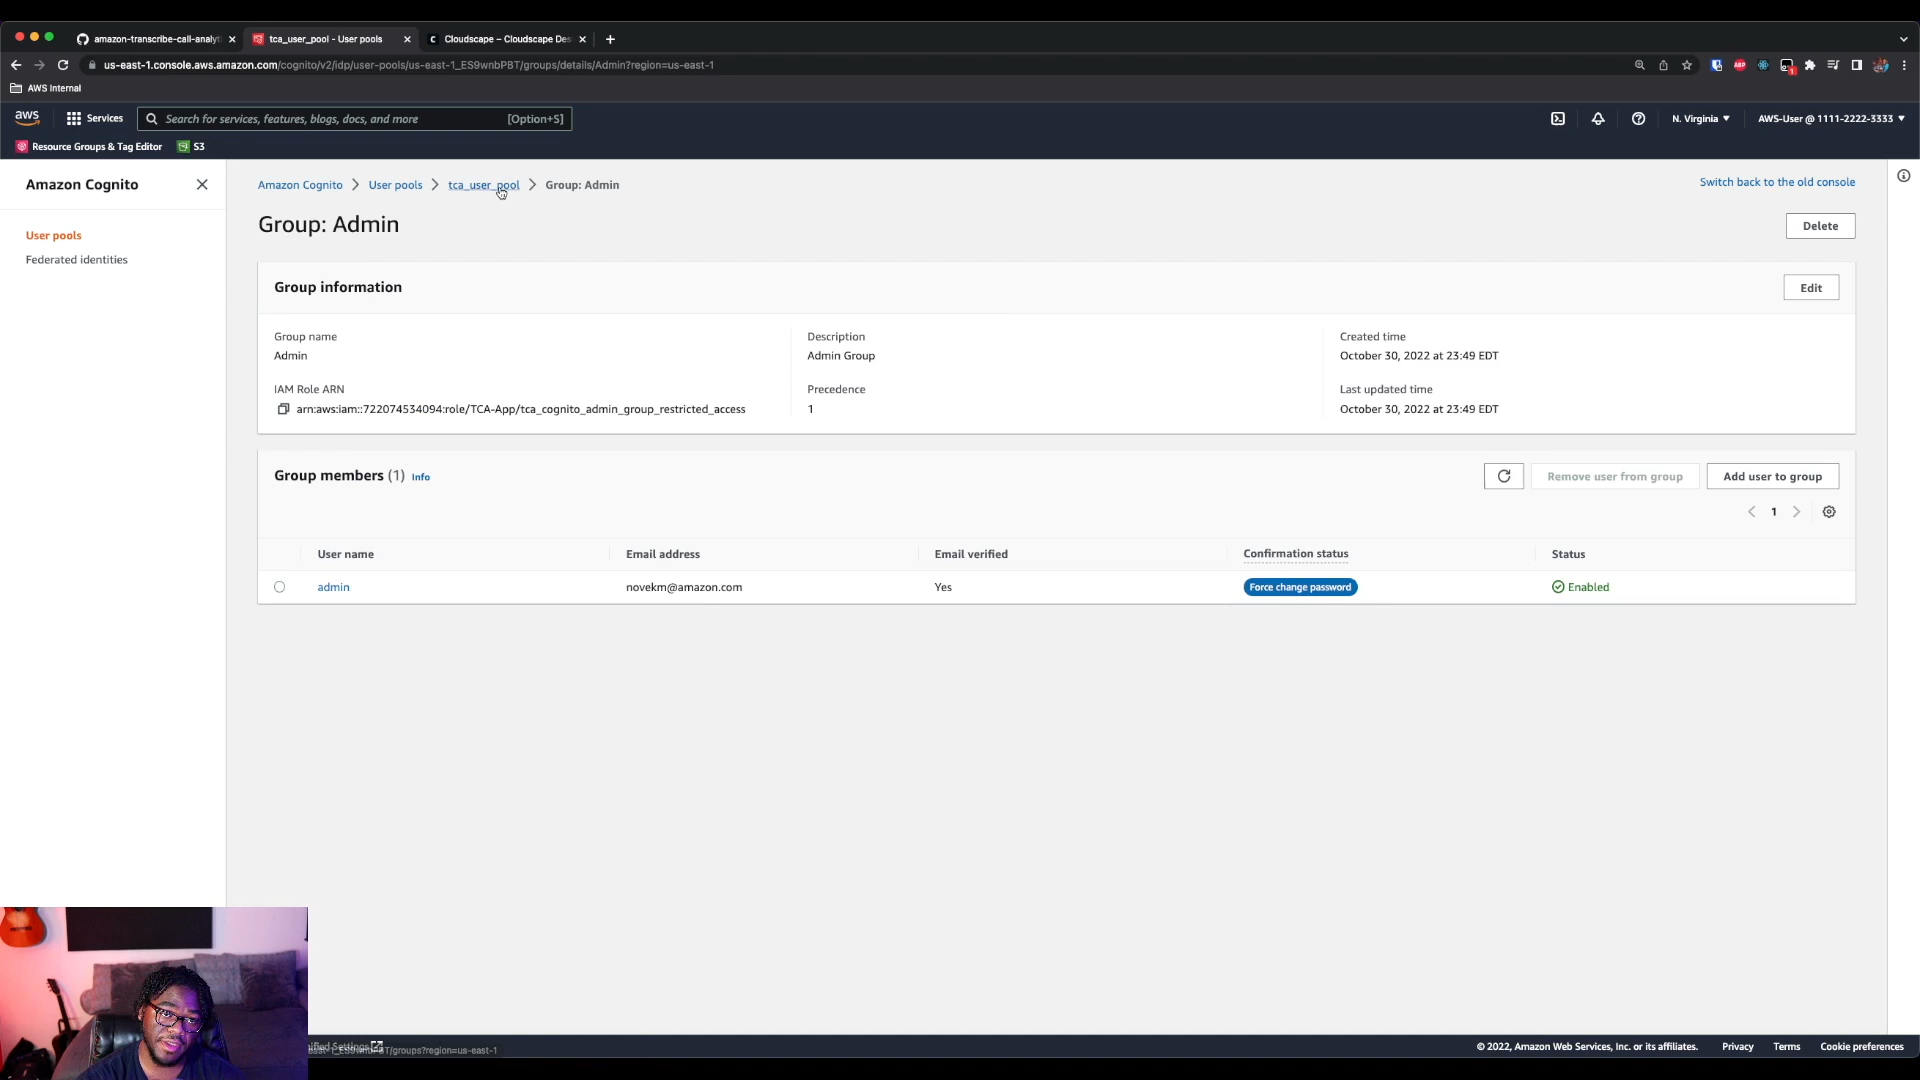 amazon-transcribe-call-analyt
tca_user_pool - User pools
Cloudscape – Cloudscape Des
us-east-1.console.aws.amazon.com/cognito/v2/idp/user-pools/us-east-1_ES9wnbPBT/groups/details/Admin?region=us-east-1
ABP
1
AWS Internal
aws
Services
Search for services, features, blogs, docs, and more
[Option+S]
N. Virginia
AWS-User @ 1111-2222-3333
Resource Groups & Tag Editor
S3
Amazon Cognito
User pools
Federated identities
Amazon Cognito
User pools
tca_user_pool
Group: Admin
Switch back to the old console
Group: Admin
Delete
Group information
Edit
Group name
Admin
Description
Admin Group
Created time
October 30, 2022 at 23:49 EDT
IAM Role ARN
arn:aws:iam::722074534094:role/TCA-App/tca_cognito_admin_group_restricted_access
Precedence
1
Last updated time
October 30, 2022 at 23:49 EDT
Group members (1) Info
Remove user from group
Add user to group
1
User name
Email address
Email verified
Confirmation status
Status
admin
novekm@amazon.com
Yes
Force change password
Enabled
/groups?region=us-east-1
© 2022, Amazon Web Services, Inc. or its affiliates.
Privacy
Terms
Cookie preferences